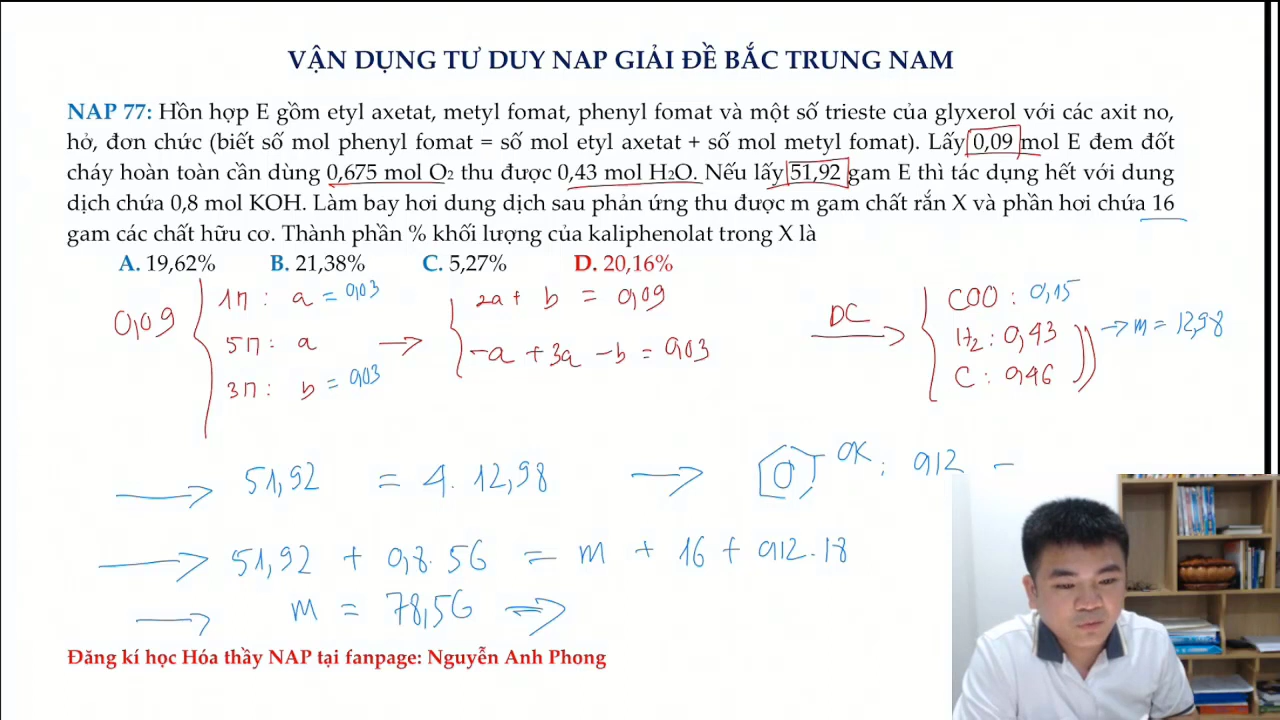 VẬN DỤNG TƯ DUY NAP GIẢI ĐỀ BẮC TRUNG NAM
NAP 77: Hỗn hợp E gồm etyl axetat, metyl fomat, phenyl fomat và một số trieste của glyxerol với các axit no,
hở, đơn chức (biết số mol phenyl fomat = số mol etyl axetat + số mol metyl fomat). Lấy 0,09 mol E đem đốt
cháy hoàn toàn cần dùng 0,675 mol O2 thu được 0,43 mol H2O. Nếu lấy 51,92 gam E thì tác dụng hết với dung
dịch chứa 0,8 mol KOH. Làm bay hơi dung dịch sau phản ứng thu được m gam chất rắn X và phần hơi chứa 16
gam các chất hữu cơ. Thành phần % khối lượng của kaliphenolat trong X là
A. 19,62% B. 21,38% C. 5,27% D. 20,16%
0,09
1π: a = 0,03
5π: a
3π: b = 0,03
2a + b = 0,09
-a + 3a - b = 0,03
DC
COO: 0,15
H2: 0,43
C: 0,46
m = 12,98
51,92 = 4. 12,98
OK: 0,12
51,92 + 0,8. 56 = m + 16 + 0,12.18
m = 78,56
Đăng kí học Hóa thầy NAP tại fanpage: Nguyễn Anh Phong